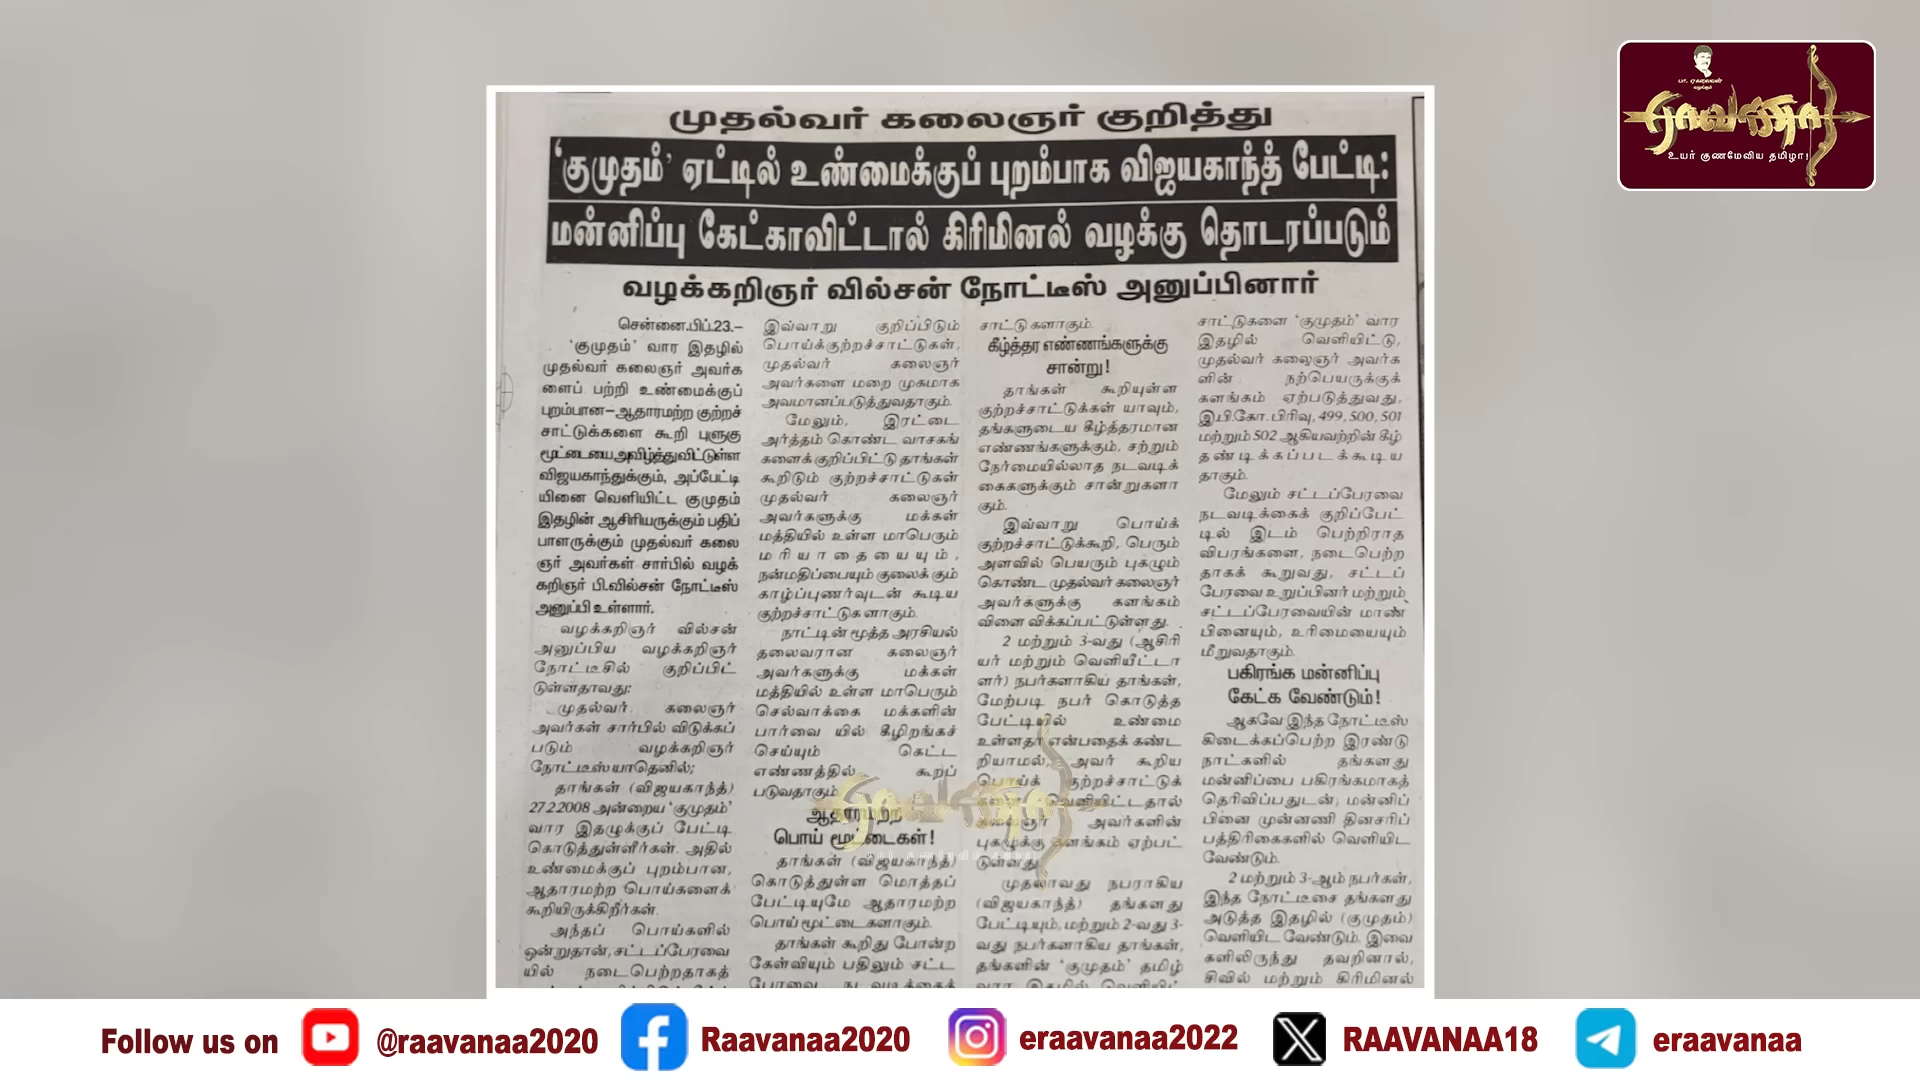 முதல்வர் கலைஞர் குறித்து
'குமுதம்' ஏட்டில் உண்மைக்குப் புறம்பாக விஜயகாந்த் பேட்டி:
மன்னிப்பு கேட்காவிட்டால் கிரிமினல் வழக்கு தொடரப்படும்
வழக்கறிஞர் வில்சன் நோட்டீஸ் அனுப்பினார்
சென்னை.பிப்.23.–
'குமுதம்' வார இதழில்
முதல்வர் கலைஞர் அவர்க
ளைப் பற்றி உண்மைக்குப்
புறம்பான–ஆதாரமற்ற குற்றச்
சாட்டுக்களை கூறி புளுகு
மூட்டையை அவிழ்த்துவிட்டுள்ள
விஜயகாந்துக்கும், அப்பேட்டி
யினை வெளியிட்ட குமுதம்
இதழின் ஆசிரியருக்கும் பதிப்
பாளருக்கும் முதல்வர் கலை
ஞர் அவர்கள் சார்பில் வழக்
கறிஞர் பி.வில்சன் நோட்டீஸ்
அனுப்பி உள்ளார்.
வழக்கறிஞர் வில்சன்
அனுப்பிய வழக்கறிஞர்
நோட்டீசில் குறிப்பிட்
டுள்ளதாவது:
முதல்வர். கலைஞர்
அவர்கள் சார்பில் விடுக்கப்
படும் வழக்கறிஞர்
நோட்டீஸ்யாதெனில்;
தாங்கள் (விஜயகாந்த்)
27.2.2008 அன்றைய 'குமுதம்'
வார இதழுக்குப் பேட்டி
கொடுத்துள்ளீர்கள். அதில்
உண்மைக்குப் புறம்பான,
ஆதாரமற்ற பொய்களைக்
கூறியிருக்கிறீர்கள்.
அந்தப் பொய்களில்
ஒன்றுதான், சட்டப்பேரவை
யில் நடைபெற்றதாகத்
இவ்வாறு குறிப்பிடும்
பொய்க்குற்றச்சாட்டுகள்,
முதல்வர் கலைஞர்
அவர்களை மறை முகமாக
அவமானப்படுத்துவதாகும்.
மேலும், இரட்டை
அர்த்தம் கொண்ட வாசகங்
களைக் குறிப்பிட்டு தாங்கள்
கூறிடும் குற்றச்சாட்டுகள்
முதல்வர் கலைஞர்
அவர்களுக்கு மக்கள்
மத்தியில் உள்ள மாபெரும்
மரியாதையையும்,
நன்மதிப்பையும் குலைக்கும்
காழ்ப்புணர்வுடன் கூடிய
குற்றச்சாட்டுகளாகும்.
நாட்டின் மூத்த அரசியல்
தலைவரான கலைஞர்
அவர்களுக்கு மக்கள்
மத்தியில் உள்ள மாபெரும்
செல்வாக்கை மக்களின்
பார்வை யில் கீழிறங்கச்
செய்யும் கெட்ட
எண்ணத்தில் கூறப்
படுவதாகும்
ஆதாரமற்ற
பொய் மூட்டைகள்!
தாங்கள் (விஜயகாந்த்)
கொடுத்துள்ள மொத்தப்
பேட்டியுமே ஆதாரமற்ற
பொய் மூட்டைகளாகும்.
தாங்கள் கூறிது போன்ற
கேள்வியும் பதிலும் சட்ட
பேரவை நடவடிக்கைக்
சாட்டுகளாகும்.
கீழ்த்தர எண்ணங்களுக்கு
சான்று!
தாங்கள் கூறியுள்ள
குற்றச்சாட்டுக்கள் யாவும்,
தங்களுடைய கீழ்த்தரமான
எண்ணங்களுக்கும், சற்றும்
நேர்மையில்லாத நடவடிக்
கைகளுக்கும் சான்றுகளா
கும்.
இவ்வாறு பொய்க்
குற்றச்சாட்டுக்கூறி, பெரும்
அளவில் பெயரும் புகழும்
கொண்ட முதல்வர் கலைஞர்
அவர்களுக்கு களங்கம்
விளை விக்கப்பட்டுள்ளது.
2 மற்றும் 3-வது (ஆசிரி
யர் மற்றும் வெளியீட்டா
ளர்) நபர்களாகிய தாங்கள்,
மேற்படி நபர் கொடுத்த
பேட்டியில் உண்மை
உள்ளதா என்பதைக் கண்ட
றியாமல், அவர் கூறிய
பொய்க் குற்றச்சாட்டுக்
களை வெளியிட்டதால்
கலைஞர் அவர்களின்
புகழுக்கு களங்கம் ஏற்பட்
டுள்ளது.
முதலாவது நபராகிய
(விஜயகாந்த்) தங்களது
பேட்டியும், மற்றும் 2-வது 3-
வது நபர்களாகிய தாங்கள்,
தங்களின் 'குமுதம்' தமிழ்
வார இதழில் வெளியிட்
சாட்டுகளை 'குமுதம்' வார
இதழில் வெளியிட்டு,
முதல்வர் கலைஞர் அவர்க
ளின் நற்பெயருக்குக்
களங்கம் ஏற்படுத்துவது,
இ.பி.கோ. பிரிவு, 499, 500, 501
மற்றும் 502 ஆகியவற்றின் கீழ்
தண்டிக்கப்படக்கூடிய
தாகும்.
மேலும் சட்டப்பேரவை
நடவடிக்கைக் குறிப்பேட்
டில் இடம் பெற்றிராத
விபரங்களை, நடைபெற்ற
தாகக் கூறுவது, சட்டப்
பேரவை உறுப்பினர் மற்றும்
சட்டப்பேரவையின் மாண்
பினையும், உரிமையையும்
மீறுவதாகும்.
பகிரங்க மன்னிப்பு
கேட்க வேண்டும்!
ஆகவே இந்த நோட்டீஸ்
கிடைக்கப்பெற்ற இரண்டு
நாட்களில் தங்களது
மன்னிப்பை பகிரங்கமாகத்
தெரிவிப்பதுடன், மன்னிப்
பினை முன்னணி தினசரிப்
பத்திரிகைகளில் வெளியிட
வேண்டும்.
2 மற்றும் 3-ஆம் நபர்கள்,
இந்த நோட்டீசை தங்களது
அடுத்த இதழில் (குமுதம்)
வெளியிட வேண்டும். இவை
களிலிருந்து தவறினால்,
சிவில் மற்றும் கிரிமினல்
ராவணா
உயர் குணமேவிய தமிழா!
Follow us on @raavanaa2020 Raavanaa2020 eraavanaa2022 RAAVANAA18 eraavanaa